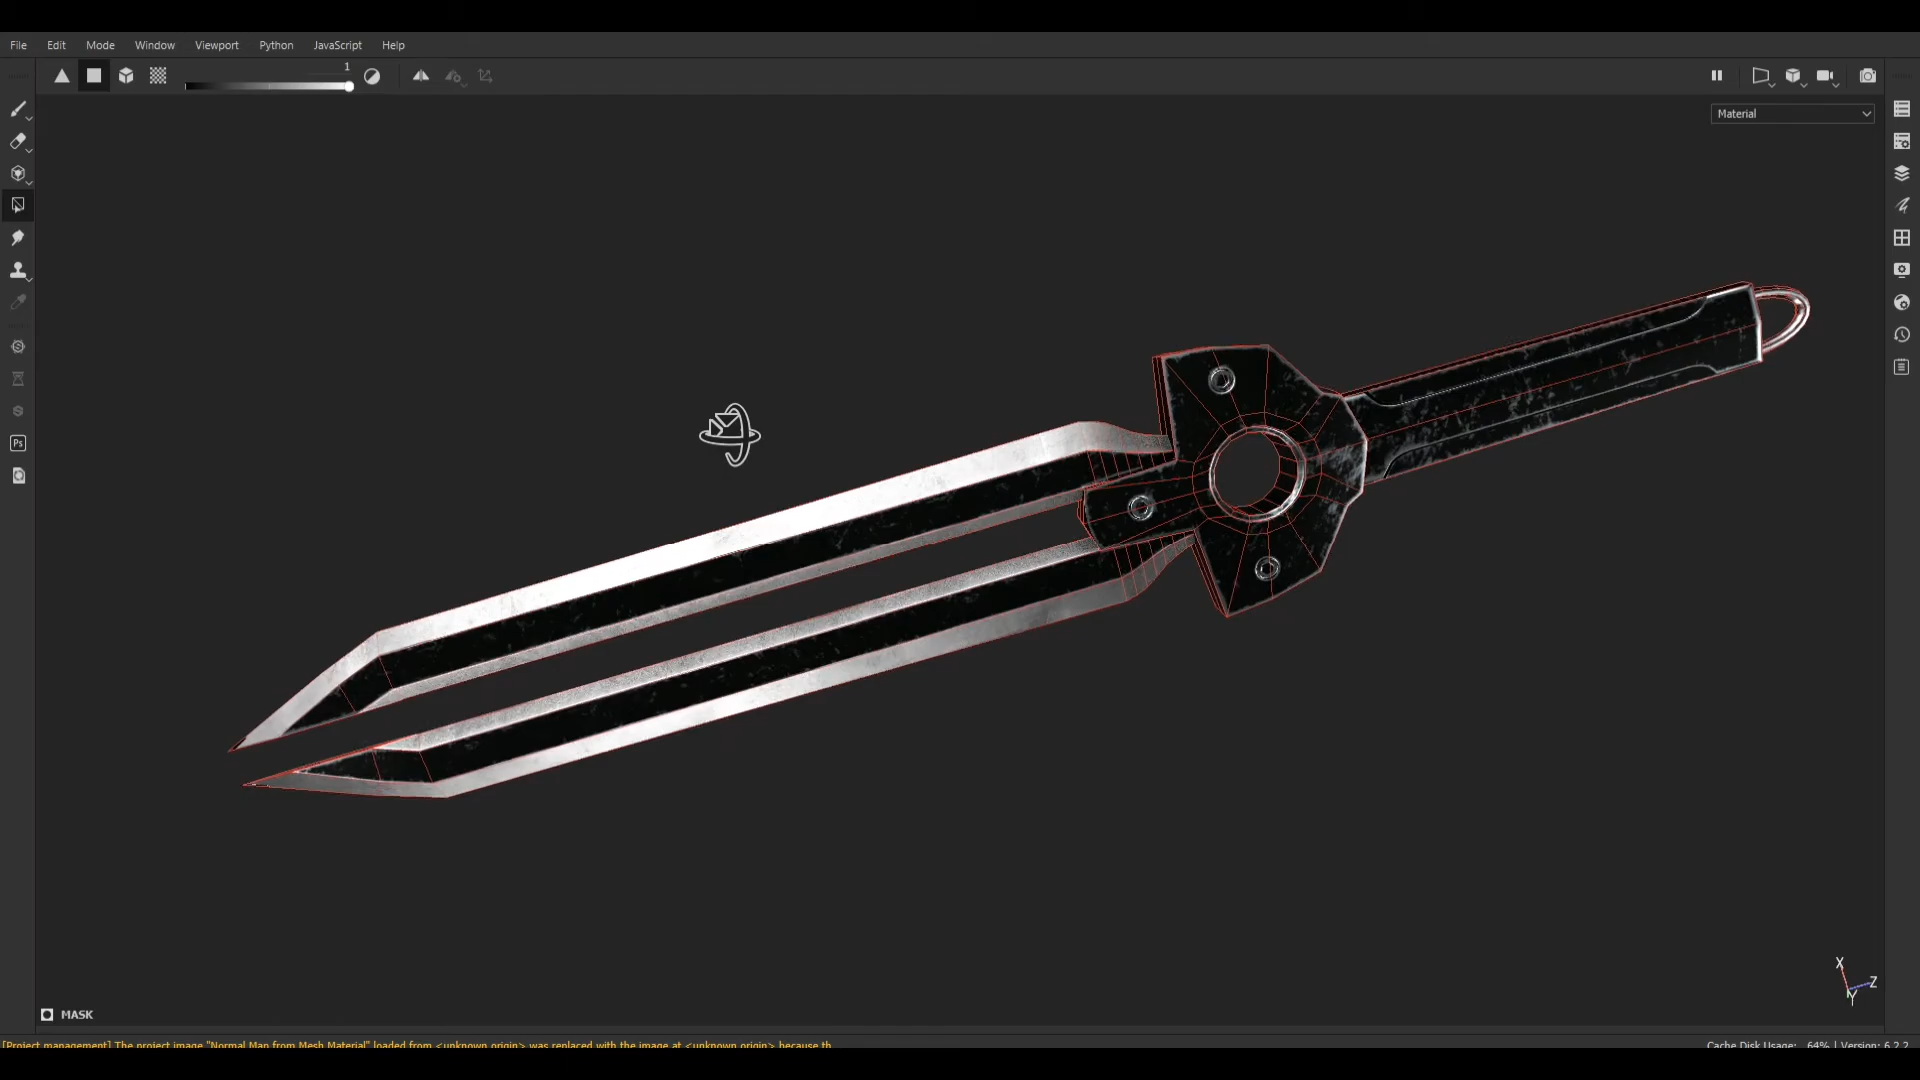 File Edit Mode Window Viewport Python JavaScript Help
1
Material
Ps
X
Z
Y
MASK
[Project management] The project image "Normal Map from Mesh Material" loaded from <unknown origin> was replaced with the image at <unknown origin> because th
Cache Disk Usage: 64% | Version: 6.2.2